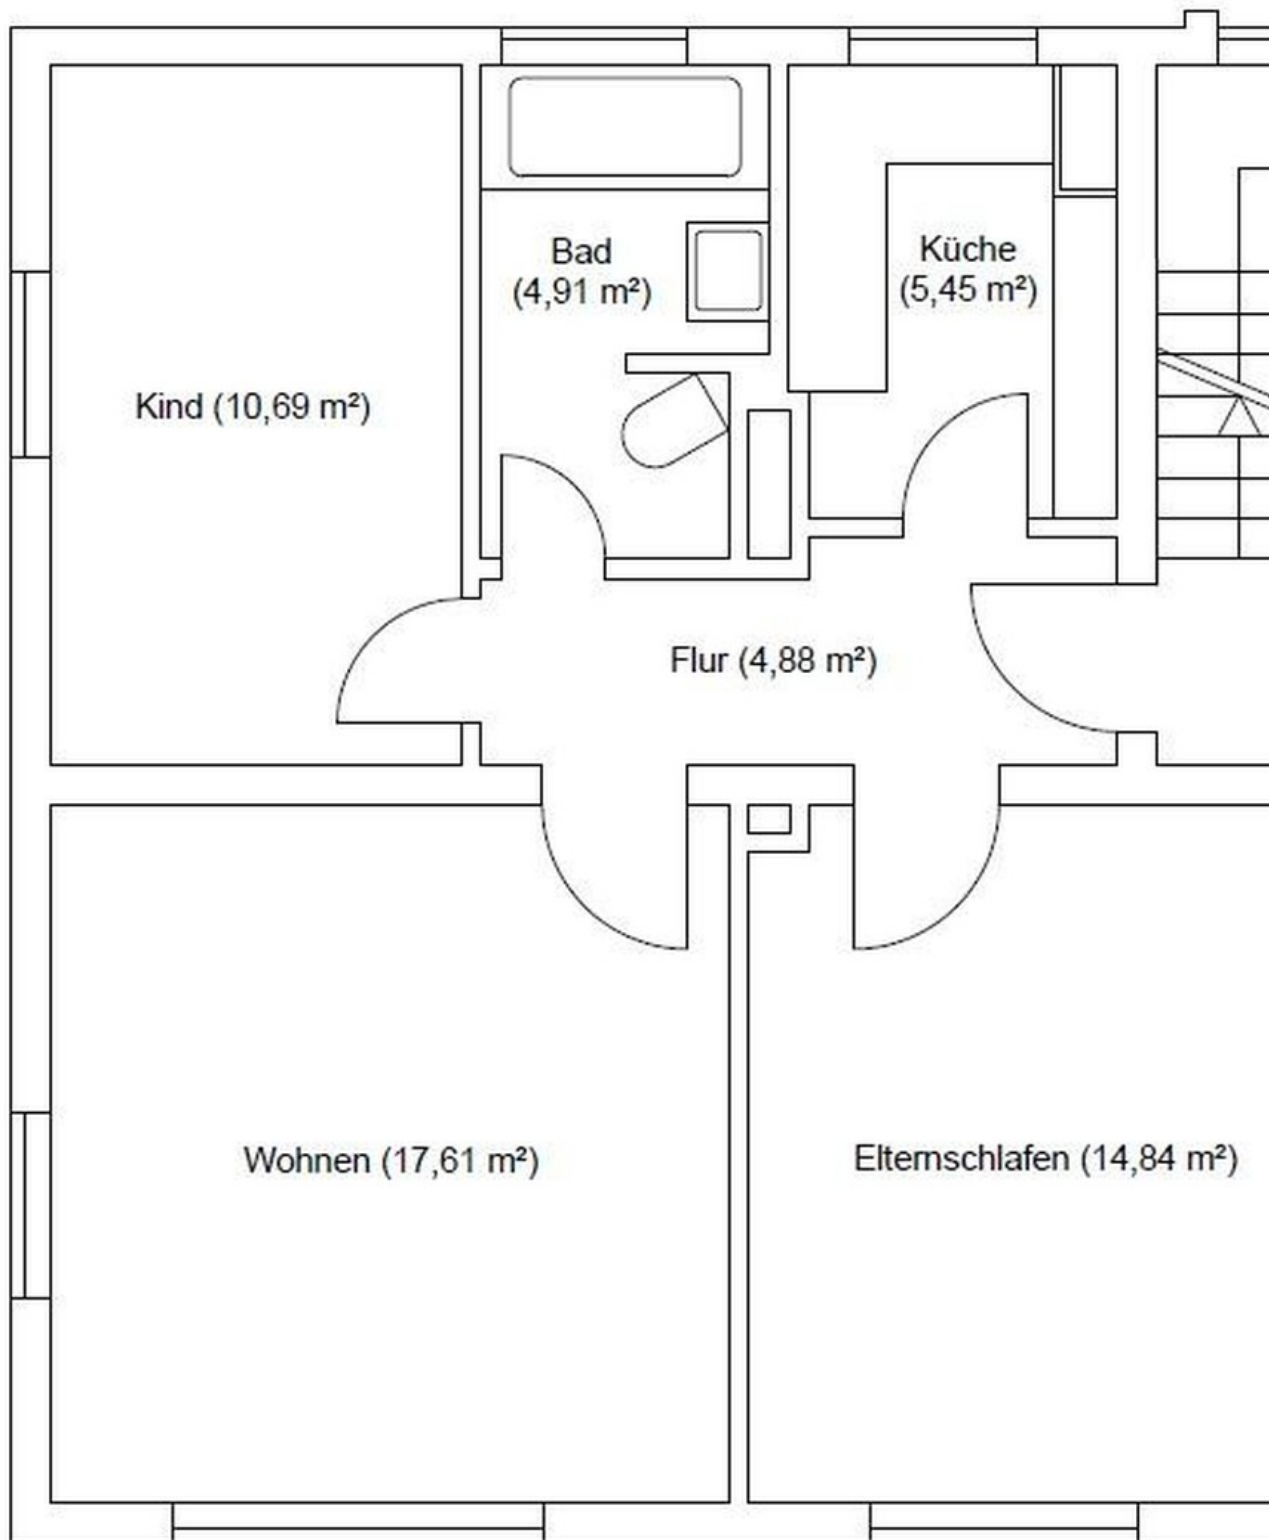 Bad
(4,91 m²)
Küche
(5,45 m²)
Kind (10,69 m²)
Flur (4,88 m²)
Wohnen (17,61 m²)
Elternschlafen (14,84 m²)